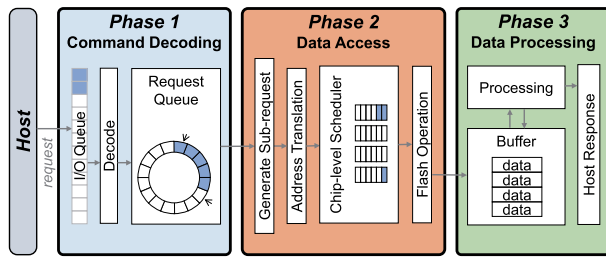 Host
request
Phase 1
Command Decoding
I/O Queue
Decode
Request
Queue
Phase 2
Data Access
Generate Sub-request
Address Translation
Chip-level Scheduler
Flash Operation
Phase 3
Data Processing
Processing
Buffer
data
data
data
data
Host Response